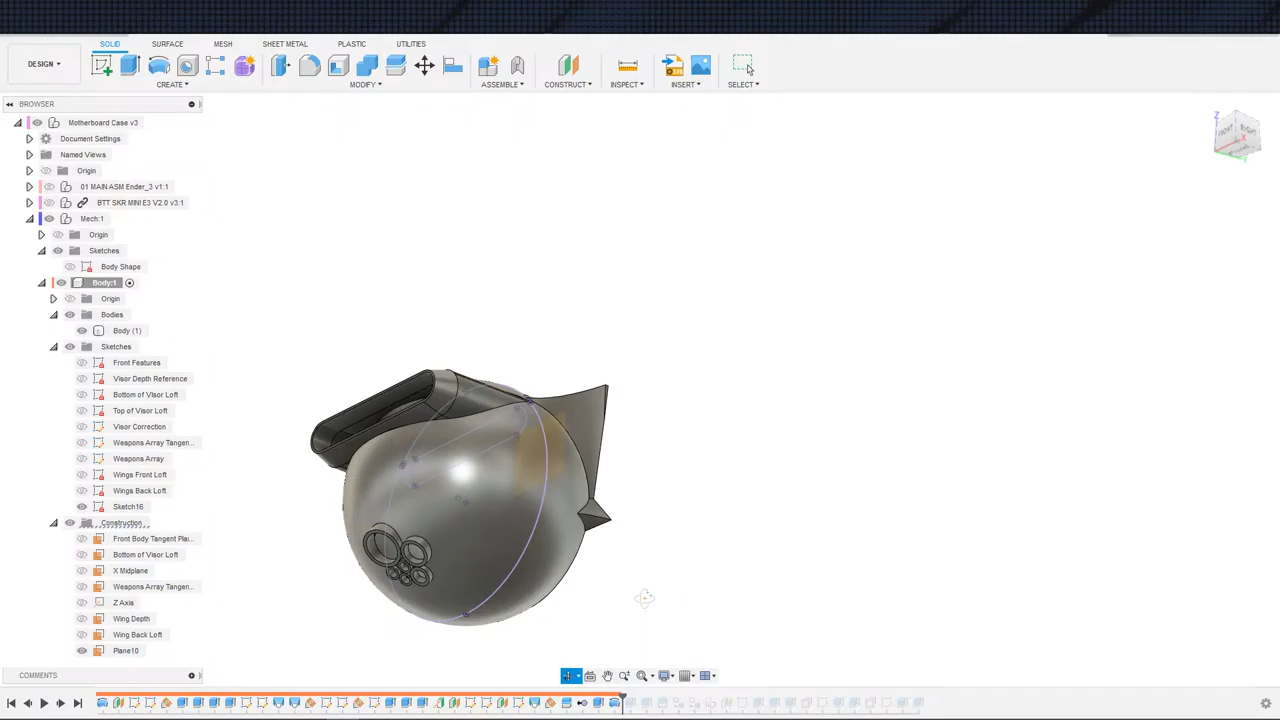 SOLID SURFACE MESH SHEET METAL PLASTIC UTILITIES
DESIGN
CREATE MODIFY ASSEMBLE CONSTRUCT INSPECT INSERT SELECT
BROWSER
Motherboard Case v3
Document Settings
Named Views
Origin
01 MAIN ASM Ender_3 v1:1
BTT SKR MINI E3 V2.0 v3:1
Mech:1
Origin
Sketches
Body Shape
Body:1
Origin
Bodies
Body (1)
Sketches
Front Features
Visor Depth Reference
Bottom of Visor Loft
Top of Visor Loft
Visor Correction
Weapons Array Tangen...
Weapons Array
Wings Front Loft
Wings Back Loft
Sketch16
Construction
Front Body Tangent Plan...
Bottom of Visor Loft
X Midplane
Weapons Array Tangen...
Z Axis
Wing Depth
Wing Back Loft
Plane10
COMMENTS
Z
FRONT RIGHT
X